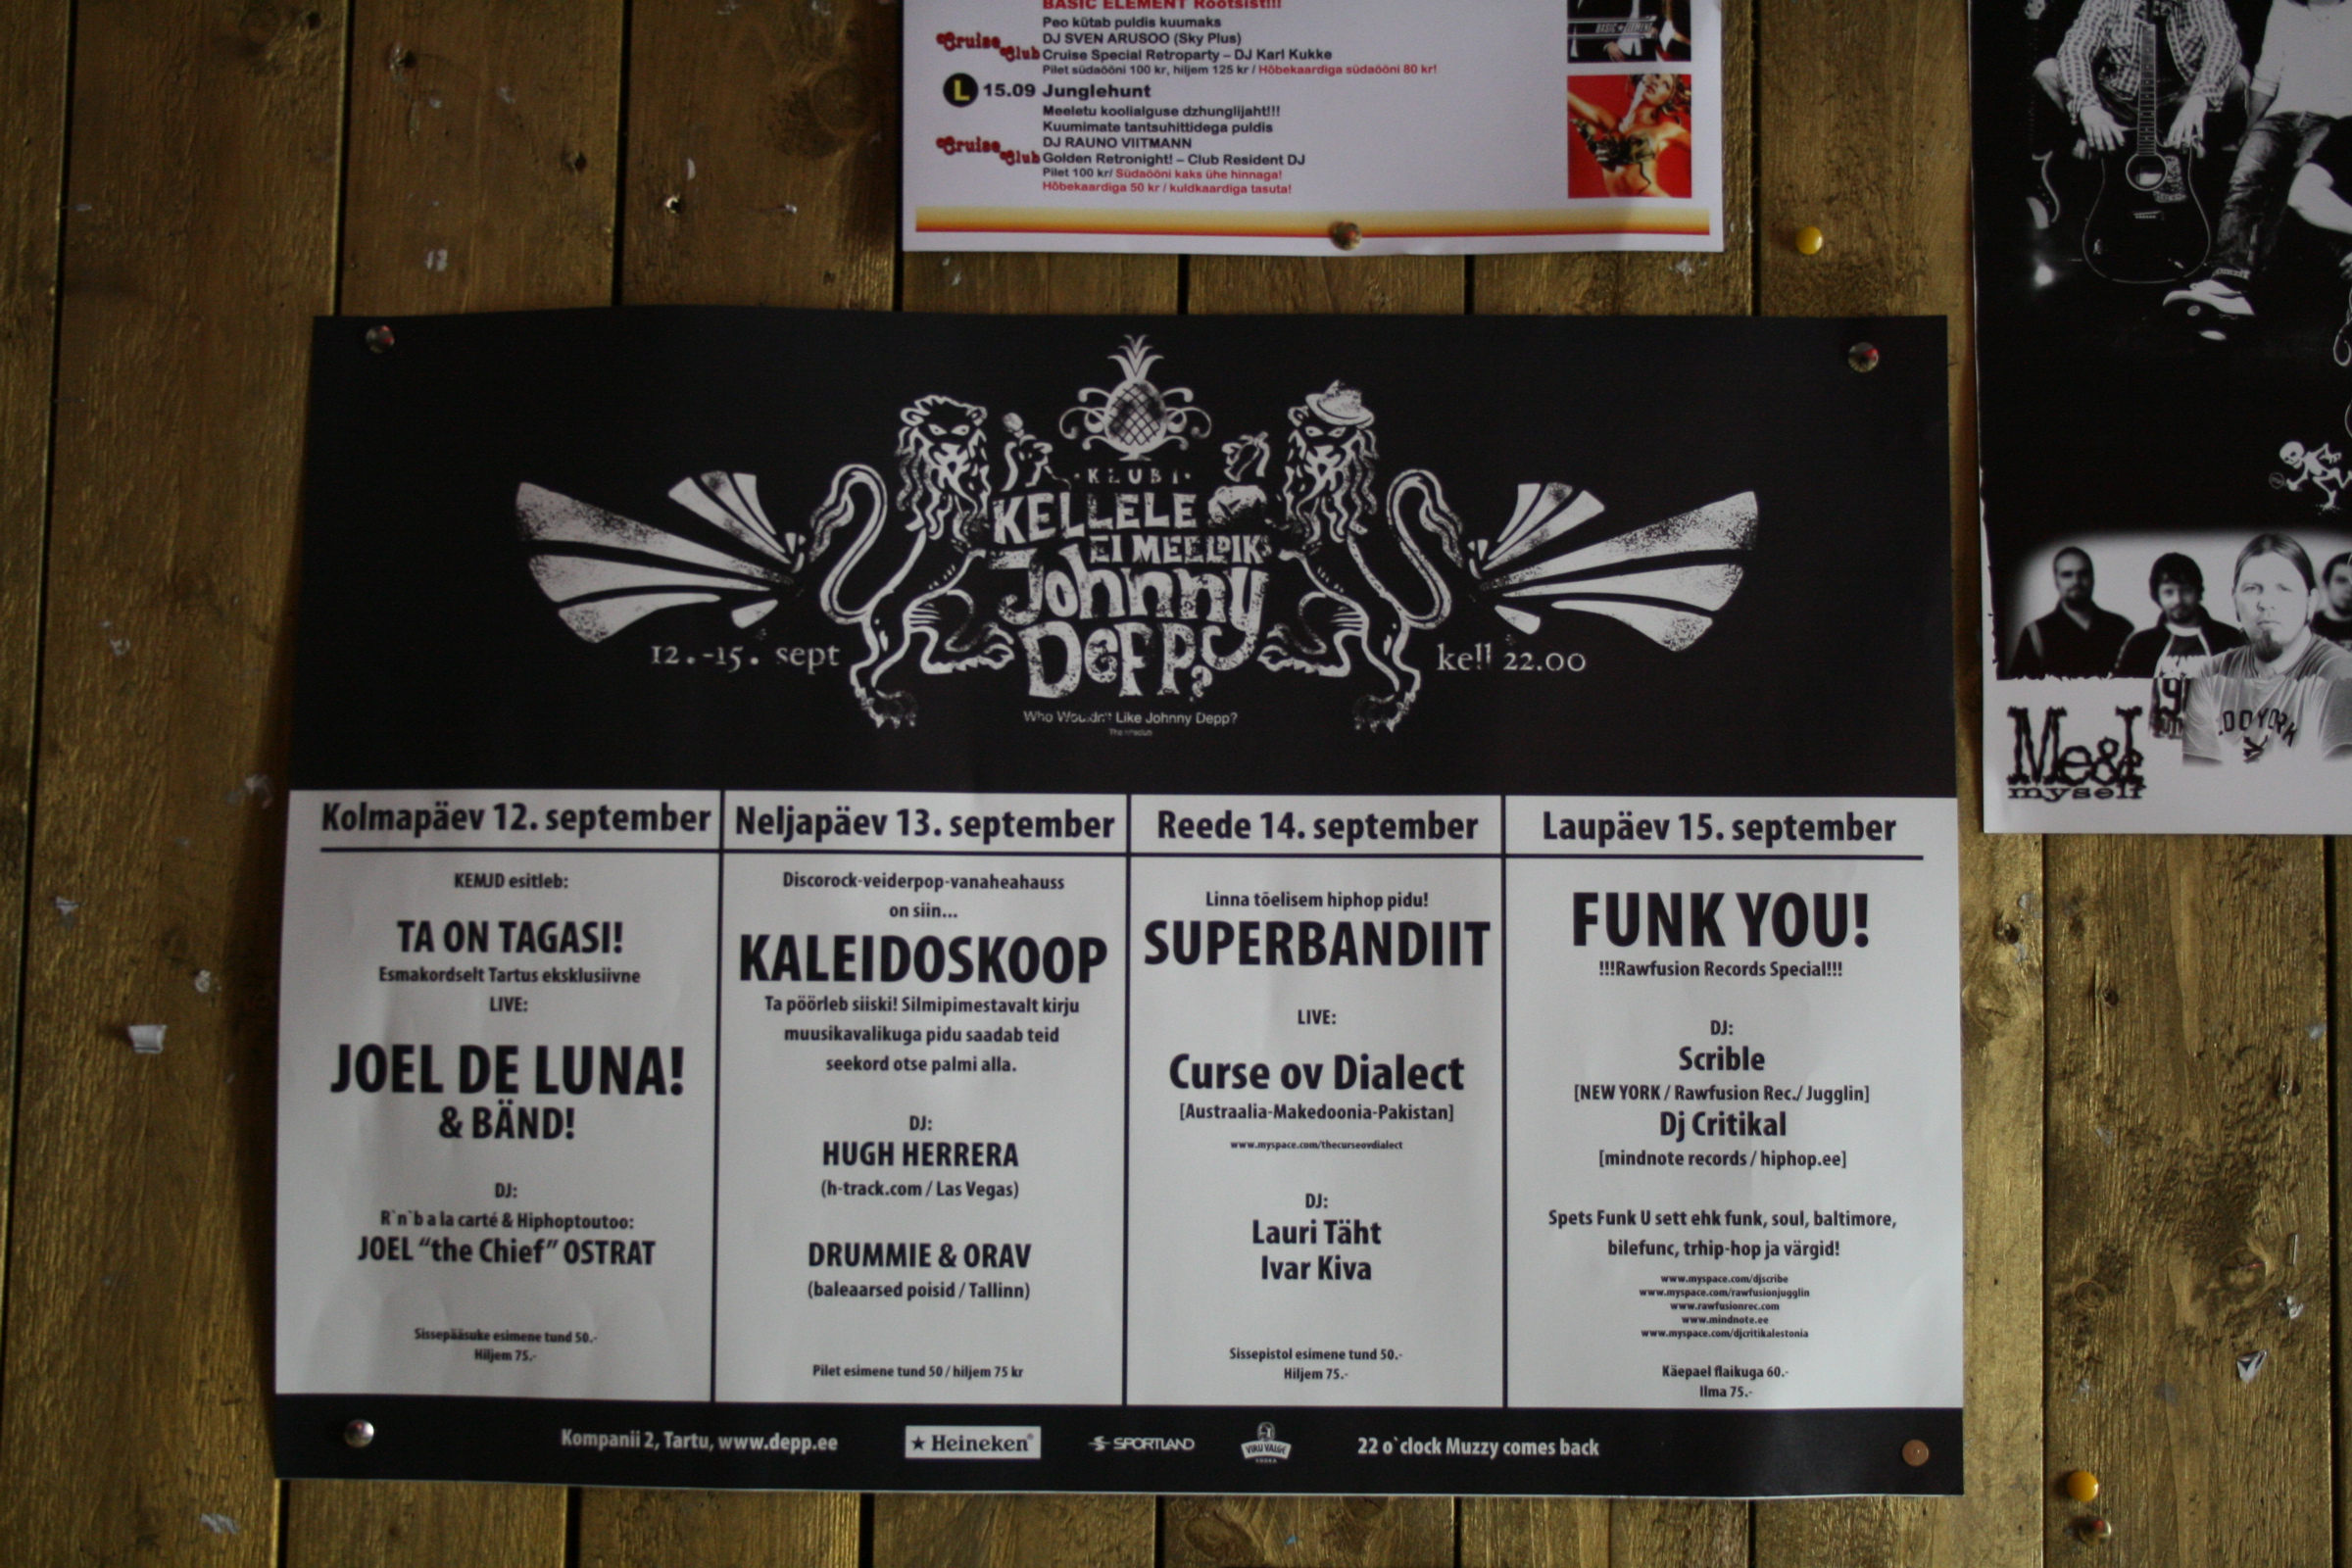 BASIC ELEMENT Rootsist!!!
Peo kütab puldis kuumaks
Cruise Club
DJ SVEN ARUSOO (Sky Plus)
Cruise Special Retroparty – DJ Karl Kukke
Pilet südaööni 100 kr, hiljem 125 kr / Hõbekaardiga südaööni 80 kr!
L 15.09 Junglehunt
Meeletu koolialguse dzhunglijaht!!!
Kuumimate tantsuhittidega puldis
Cruise Club
DJ RAUNO VIITMANN
Golden Retronight! – Club Resident DJ
Pilet 100 kr/ Südaööni kaks ühe hinnaga!
Hõbekaardiga 50 kr / kuldkaardiga tasuta!
BASIC ELEMENT
·KLUBI·
KELLELE
EI MEELDIKS
Johnny
DEPP?
12.-15. sept
kell 22.00
Who Wouldn't Like Johnny Depp?
Kolmapäev 12. september
KEMJD esitleb:
TA ON TAGASI!
Esmakordselt Tartus eksklusiivne
LIVE:
JOEL DE LUNA!
& BÄND!
DJ:
R`n`b a la carté & Hiphoptoutoo:
JOEL “the Chief” OSTRAT
Sissepääsuke esimene tund 50.-
Hiljem 75.-
Neljapäev 13. september
Discorock-veiderpop-vanaheahauss
on siin...
KALEIDOSKOOP
Ta pöörleb siiski! Silmipimestavalt kirju
muusikavalikuga pidu saadab teid
seekord otse palmi alla.
DJ:
HUGH HERRERA
(h-track.com / Las Vegas)
DRUMMIE & ORAV
(baleaarsed poisid / Tallinn)
Pilet esimene tund 50 / hiljem 75 kr
Reede 14. september
Linna tõelisem hiphop pidu!
SUPERBANDIIT
LIVE:
Curse ov Dialect
[Austraalia-Makedoonia-Pakistan]
www.myspace.com/thecurseovdialect
DJ:
Lauri Täht
Ivar Kiva
Sissepistol esimene tund 50.-
Hiljem 75.-
Laupäev 15. september
FUNK YOU!
!!!Rawfusion Records Special!!!
DJ:
Scrible
[NEW YORK / Rawfusion Rec./ Jugglin]
Dj Critikal
[mindnote records / hiphop.ee]
Spets Funk U sett ehk funk, soul, baltimore,
bilefunc, trhip-hop ja värgid!
www.myspace.com/djscribe
www.myspace.com/rawfusionjugglin
www.rawfusionrec.com
www.mindnote.ee
www.myspace.com/djcritikalestonia
Käepael flaikuga 60.-
Ilma 75.-
Kompanii 2, Tartu, www.depp.ee
Heineken
SPORTLAND
VIRU VALGE
VODKA
22 o`clock Muzzy comes back
Me&I
myself
YORK